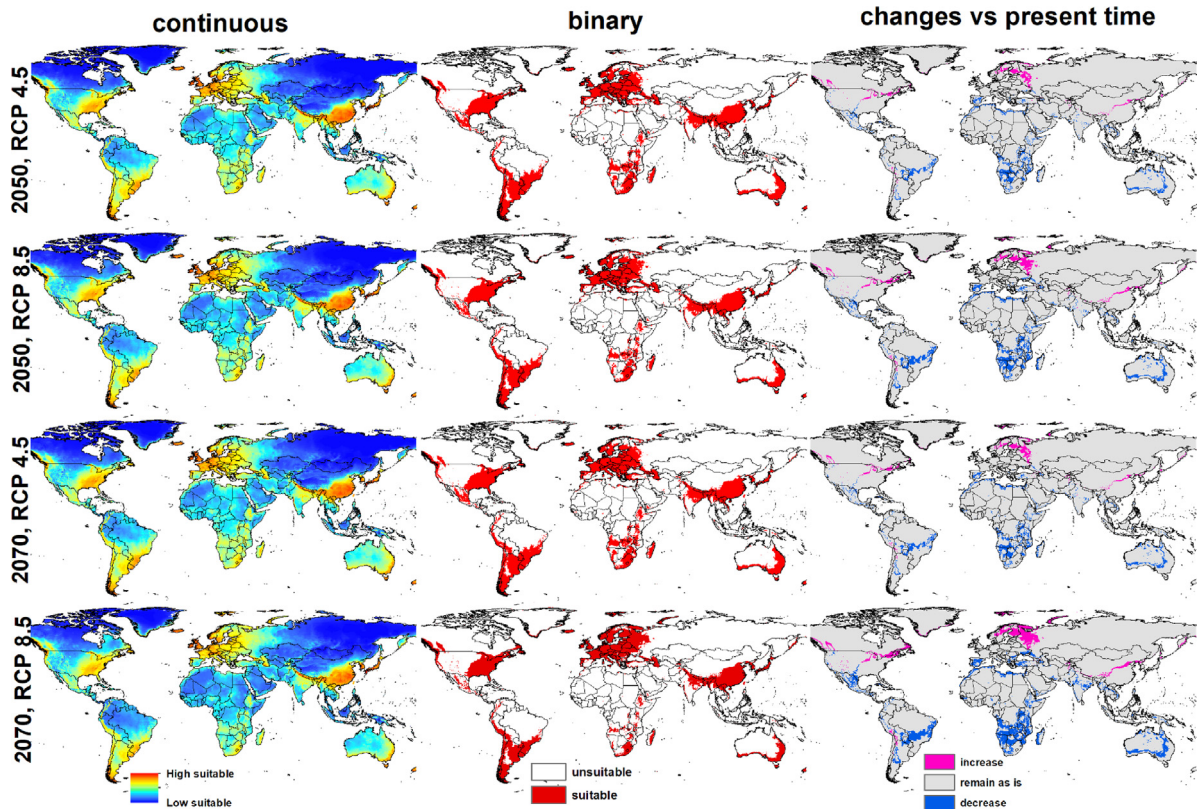 continuous
binary
changes vs present time
2050, RCP 4.5
2050, RCP 8.5
2070, RCP 4.5
2070, RCP 8.5
High suitable
Low suitable
unsuitable
suitable
increase
remain as is
decrease